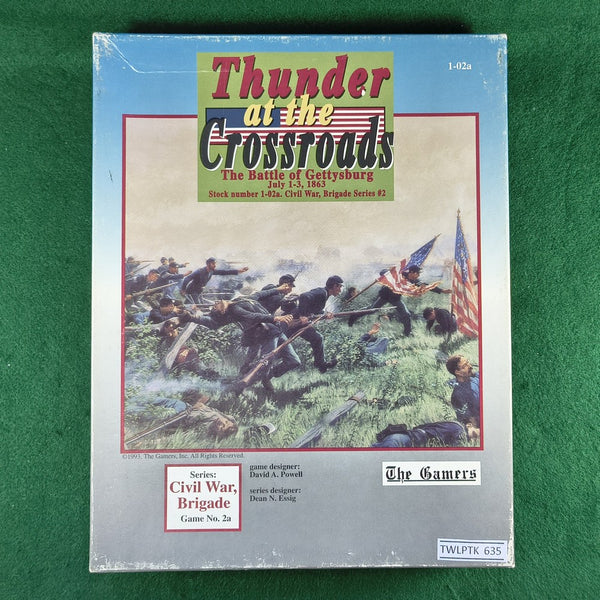 1-02a
Thunder
at the
Crossroads
The Battle of Gettysburg
July 1-3, 1863
Stock number 1-02a. Civil War, Brigade Series #2
©1993, The Gamers, Inc. All Rights Reserved.
Series:
Civil War,
Brigade
Game No. 2a
game designer:
David A. Powell
series designer:
Dean N. Essig
The Gamers
TWLPTK 635